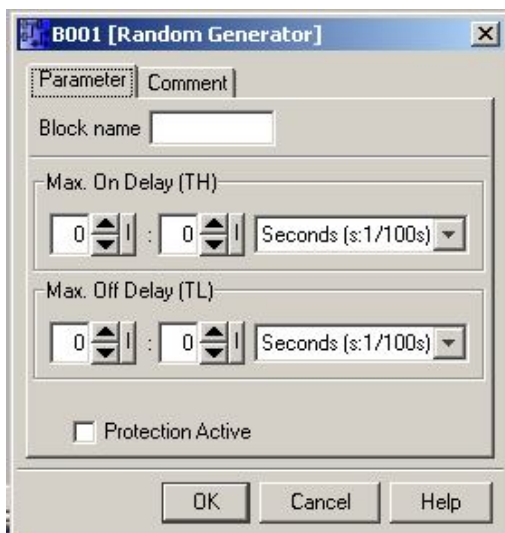 B001 [Random Generator]
Parameter Comment
Block name
Max. On Delay (TH)
0 : 0 Seconds (s:1/100s)
Max. Off Delay (TL)
0 : 0 Seconds (s:1/100s)
Protection Active
OK Cancel Help